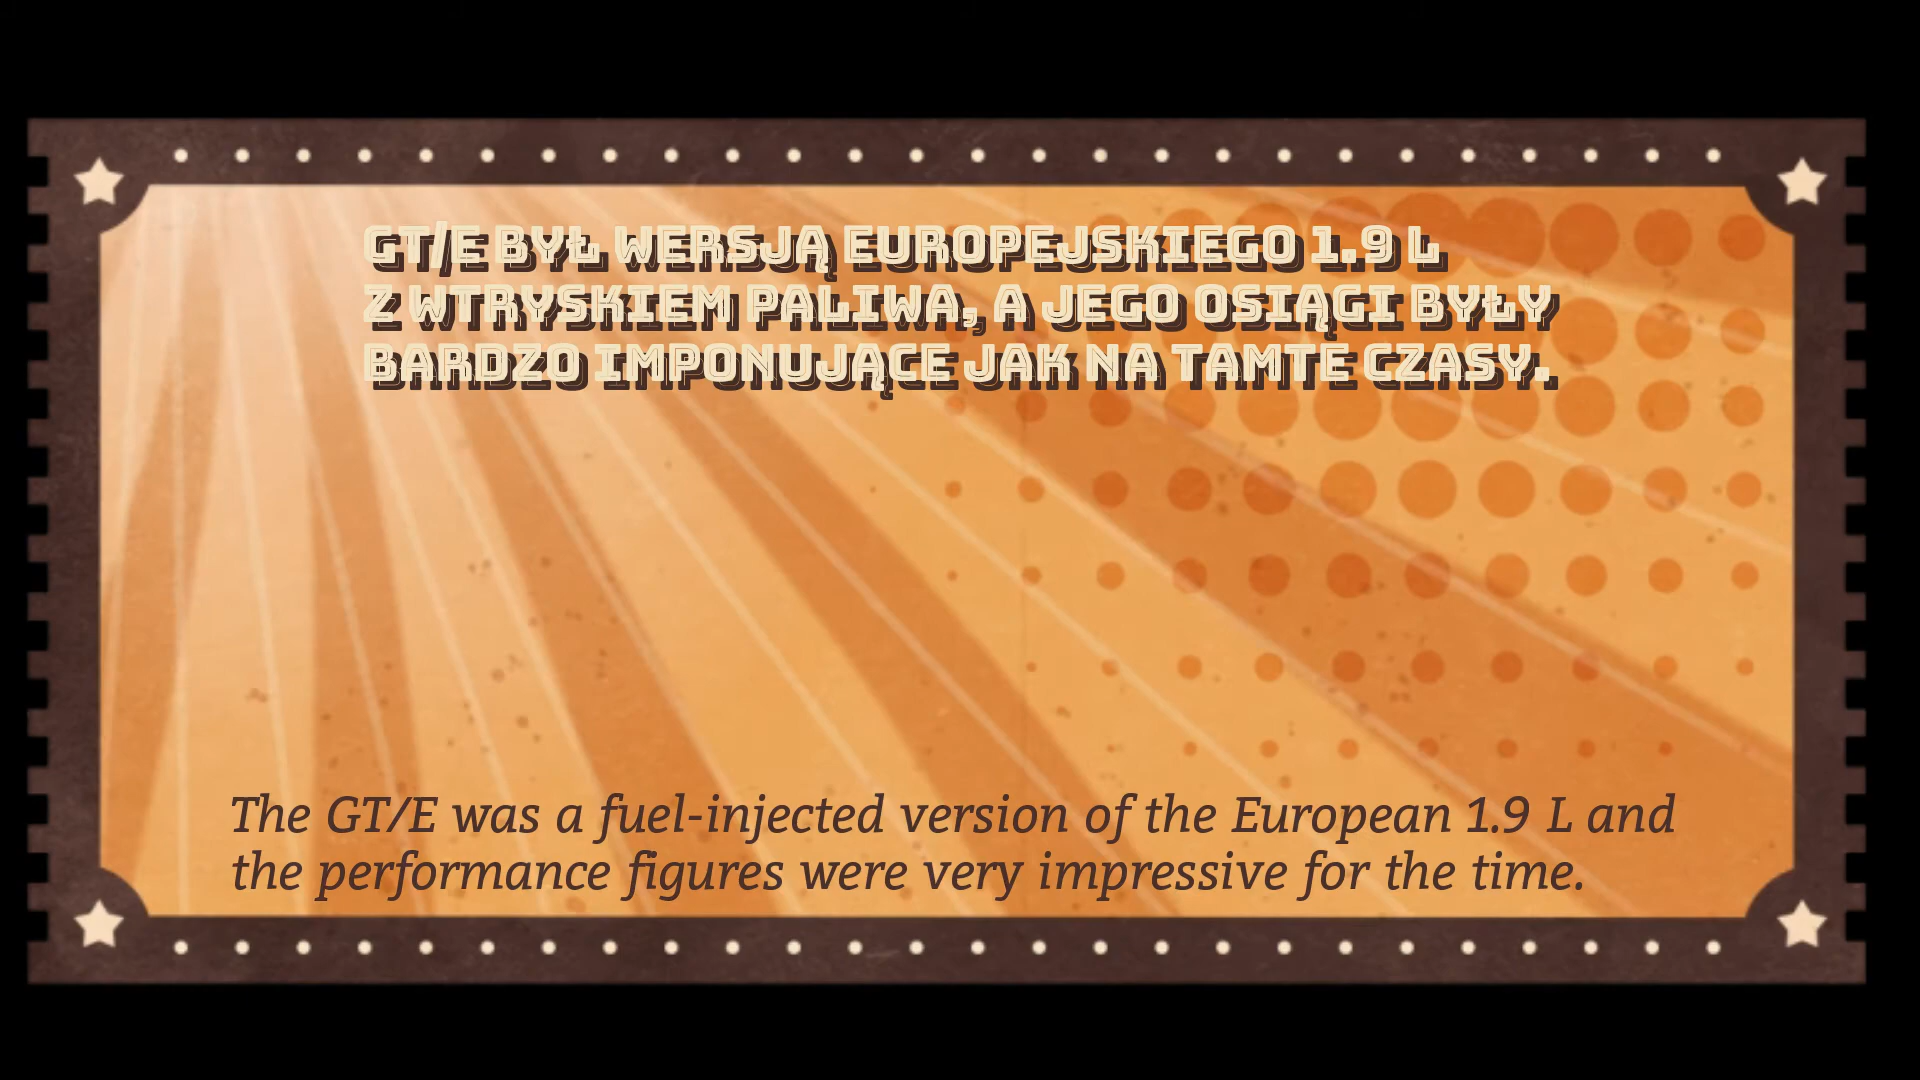 GT/E BYŁ WERSJĄ EUROPEJSKIEGO 1.9 L
Z WTRYSKIEM PALIWA, A JEGO OSIĄGI BYŁY
BARDZO IMPONUJĄCE JAK NA TAMTE CZASY.
The GT/E was a fuel-injected version of the European 1.9 L and
the performance figures were very impressive for the time.